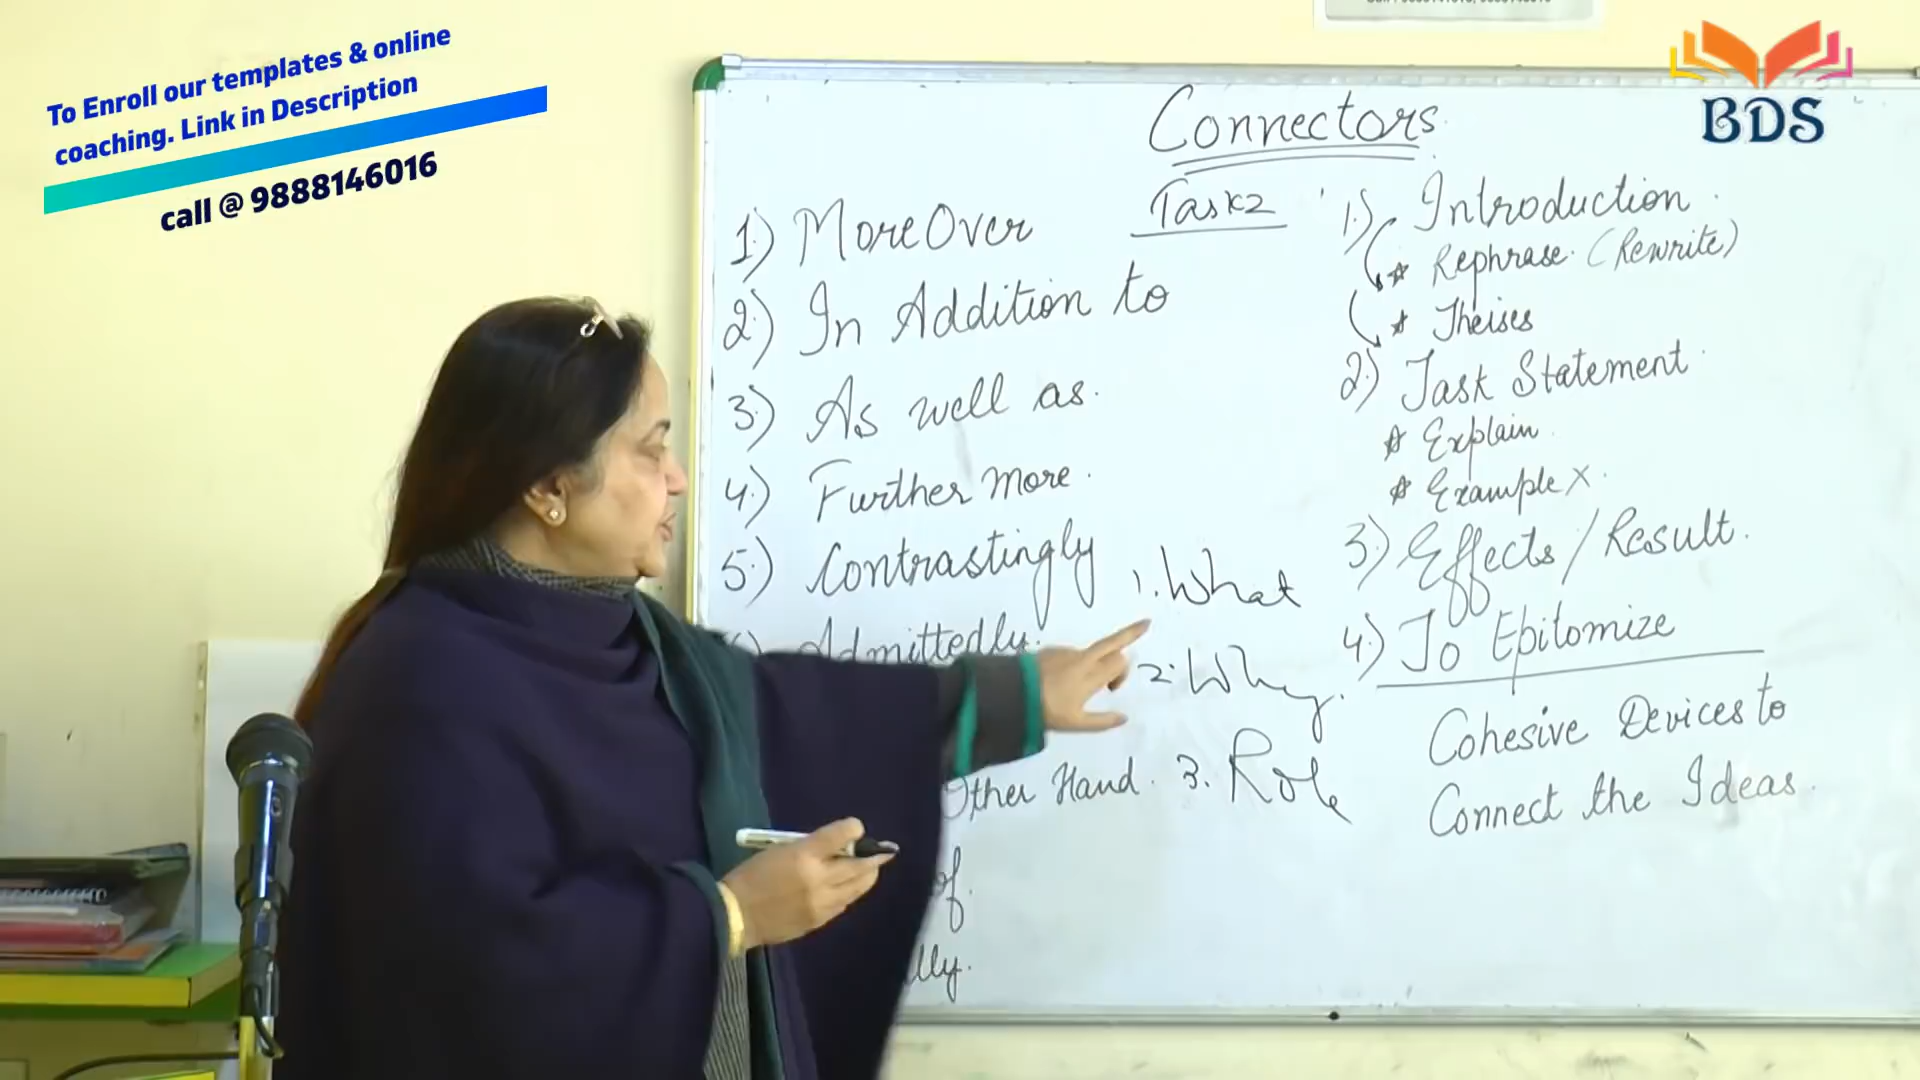 To Enroll our templates & online
coaching. Link in Description
call @ 9888146016
BDS
Connectors
Task2
1) MoreOver
2) In Addition to
3) As well as.
4) Further more.
5) Contrastingly
Admittedly.
Other Hand.
of.
lly.
1. What
2. Why.
3. Role
1) Introduction.
* Rephrase. (Rewrite)
* Theises
2) Task Statement.
* Explain.
* Example X.
3) Effects / Result.
4) To Epitomize
Cohesive Devices to
Connect the Ideas.